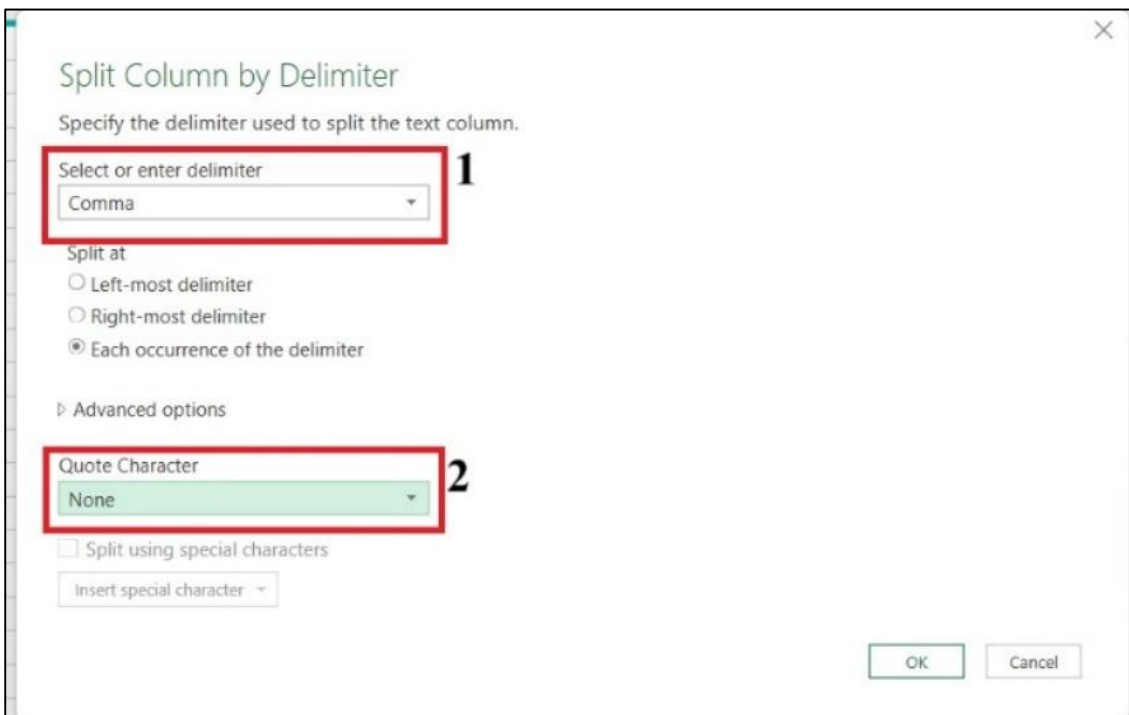 Split Column by Delimiter
Specify the delimiter used to split the text column.
Select or enter delimiter
1
Comma
Split at
Left-most delimiter
Right-most delimiter
Each occurrence of the delimiter
Advanced options
Quote Character
2
None
Split using special characters
Insert special character
OK
Cancel